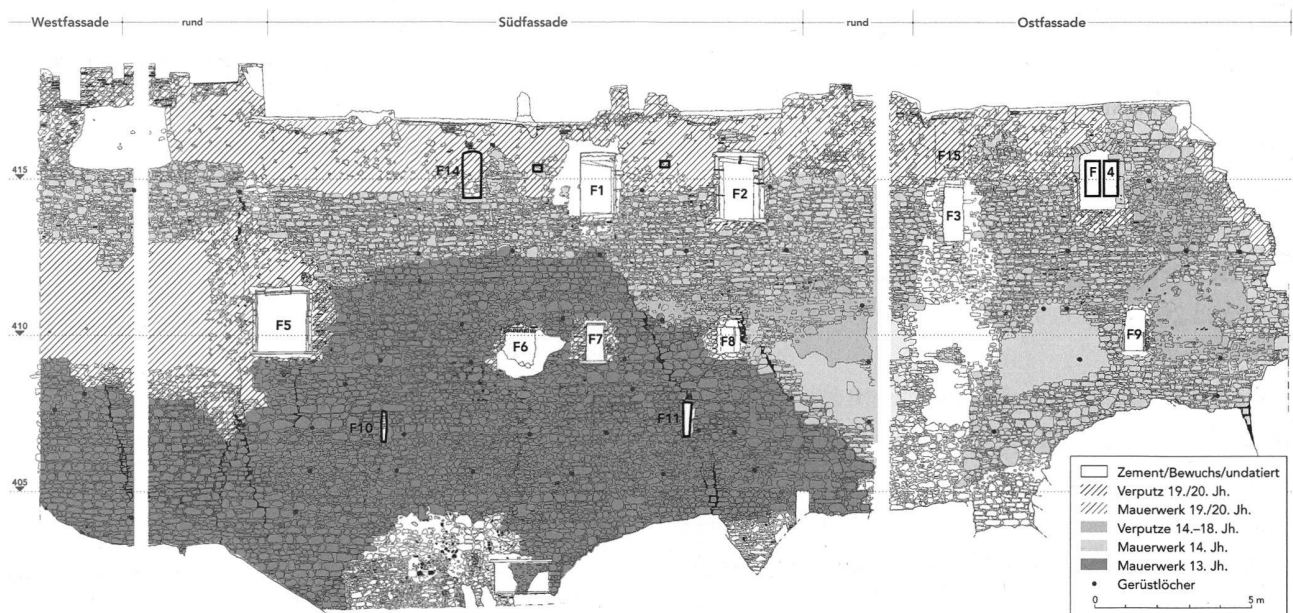 Westfassade rund Südfassade rund Ostfassade
415
410
405
F14 F1 F2 F15 F 4
F3
F5 F6 F7 F8 F9
F10 F11
Zement/Bewuchs/undatiert
Verputz 19./20. Jh.
Mauerwerk 19./20. Jh.
Verputze 14.–18. Jh.
Mauerwerk 14. Jh.
Mauerwerk 13. Jh.
Gerüstlöcher
0 5 m